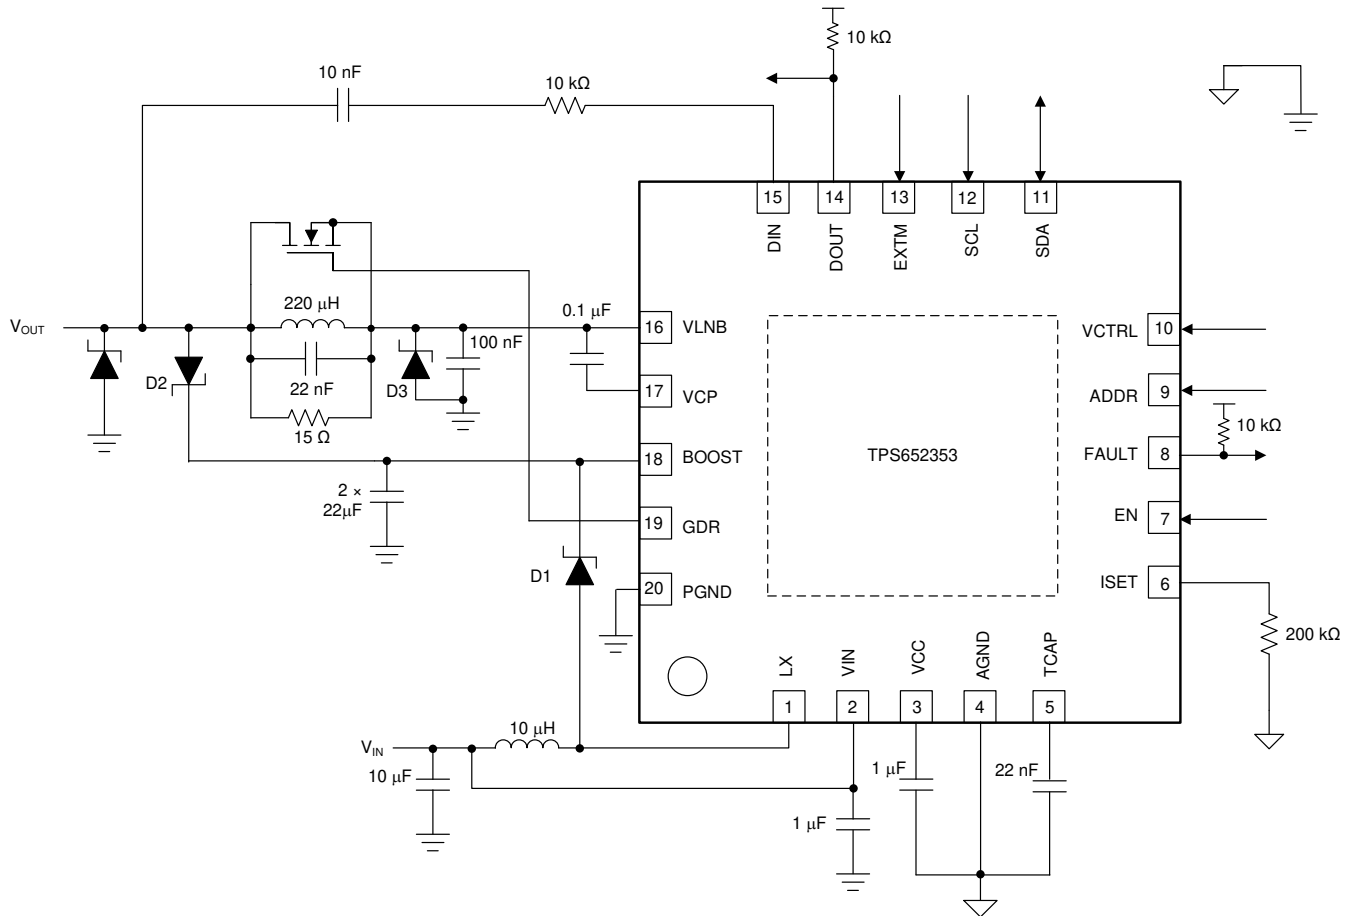 10 kΩ
10 nF
10 kΩ
15
14
13
12
11
DIN
DOUT
EXTM
SCL
SDA
220 μH
0.1 μF
V_OUT
16 VLNB
VCTRL 10
100 nF
D2
22 nF
D3
17 VCP
ADDR 9
15 Ω
10 kΩ
18 BOOST
TPS652353
FAULT 8
2 ×
22μF
19 GDR
EN 7
D1
20 PGND
ISET 6
200 kΩ
LX
VIN
VCC
AGND
TCAP
1
2
3
4
5
10 μH
V_IN
10 μF
1 μF
22 nF
1 μF